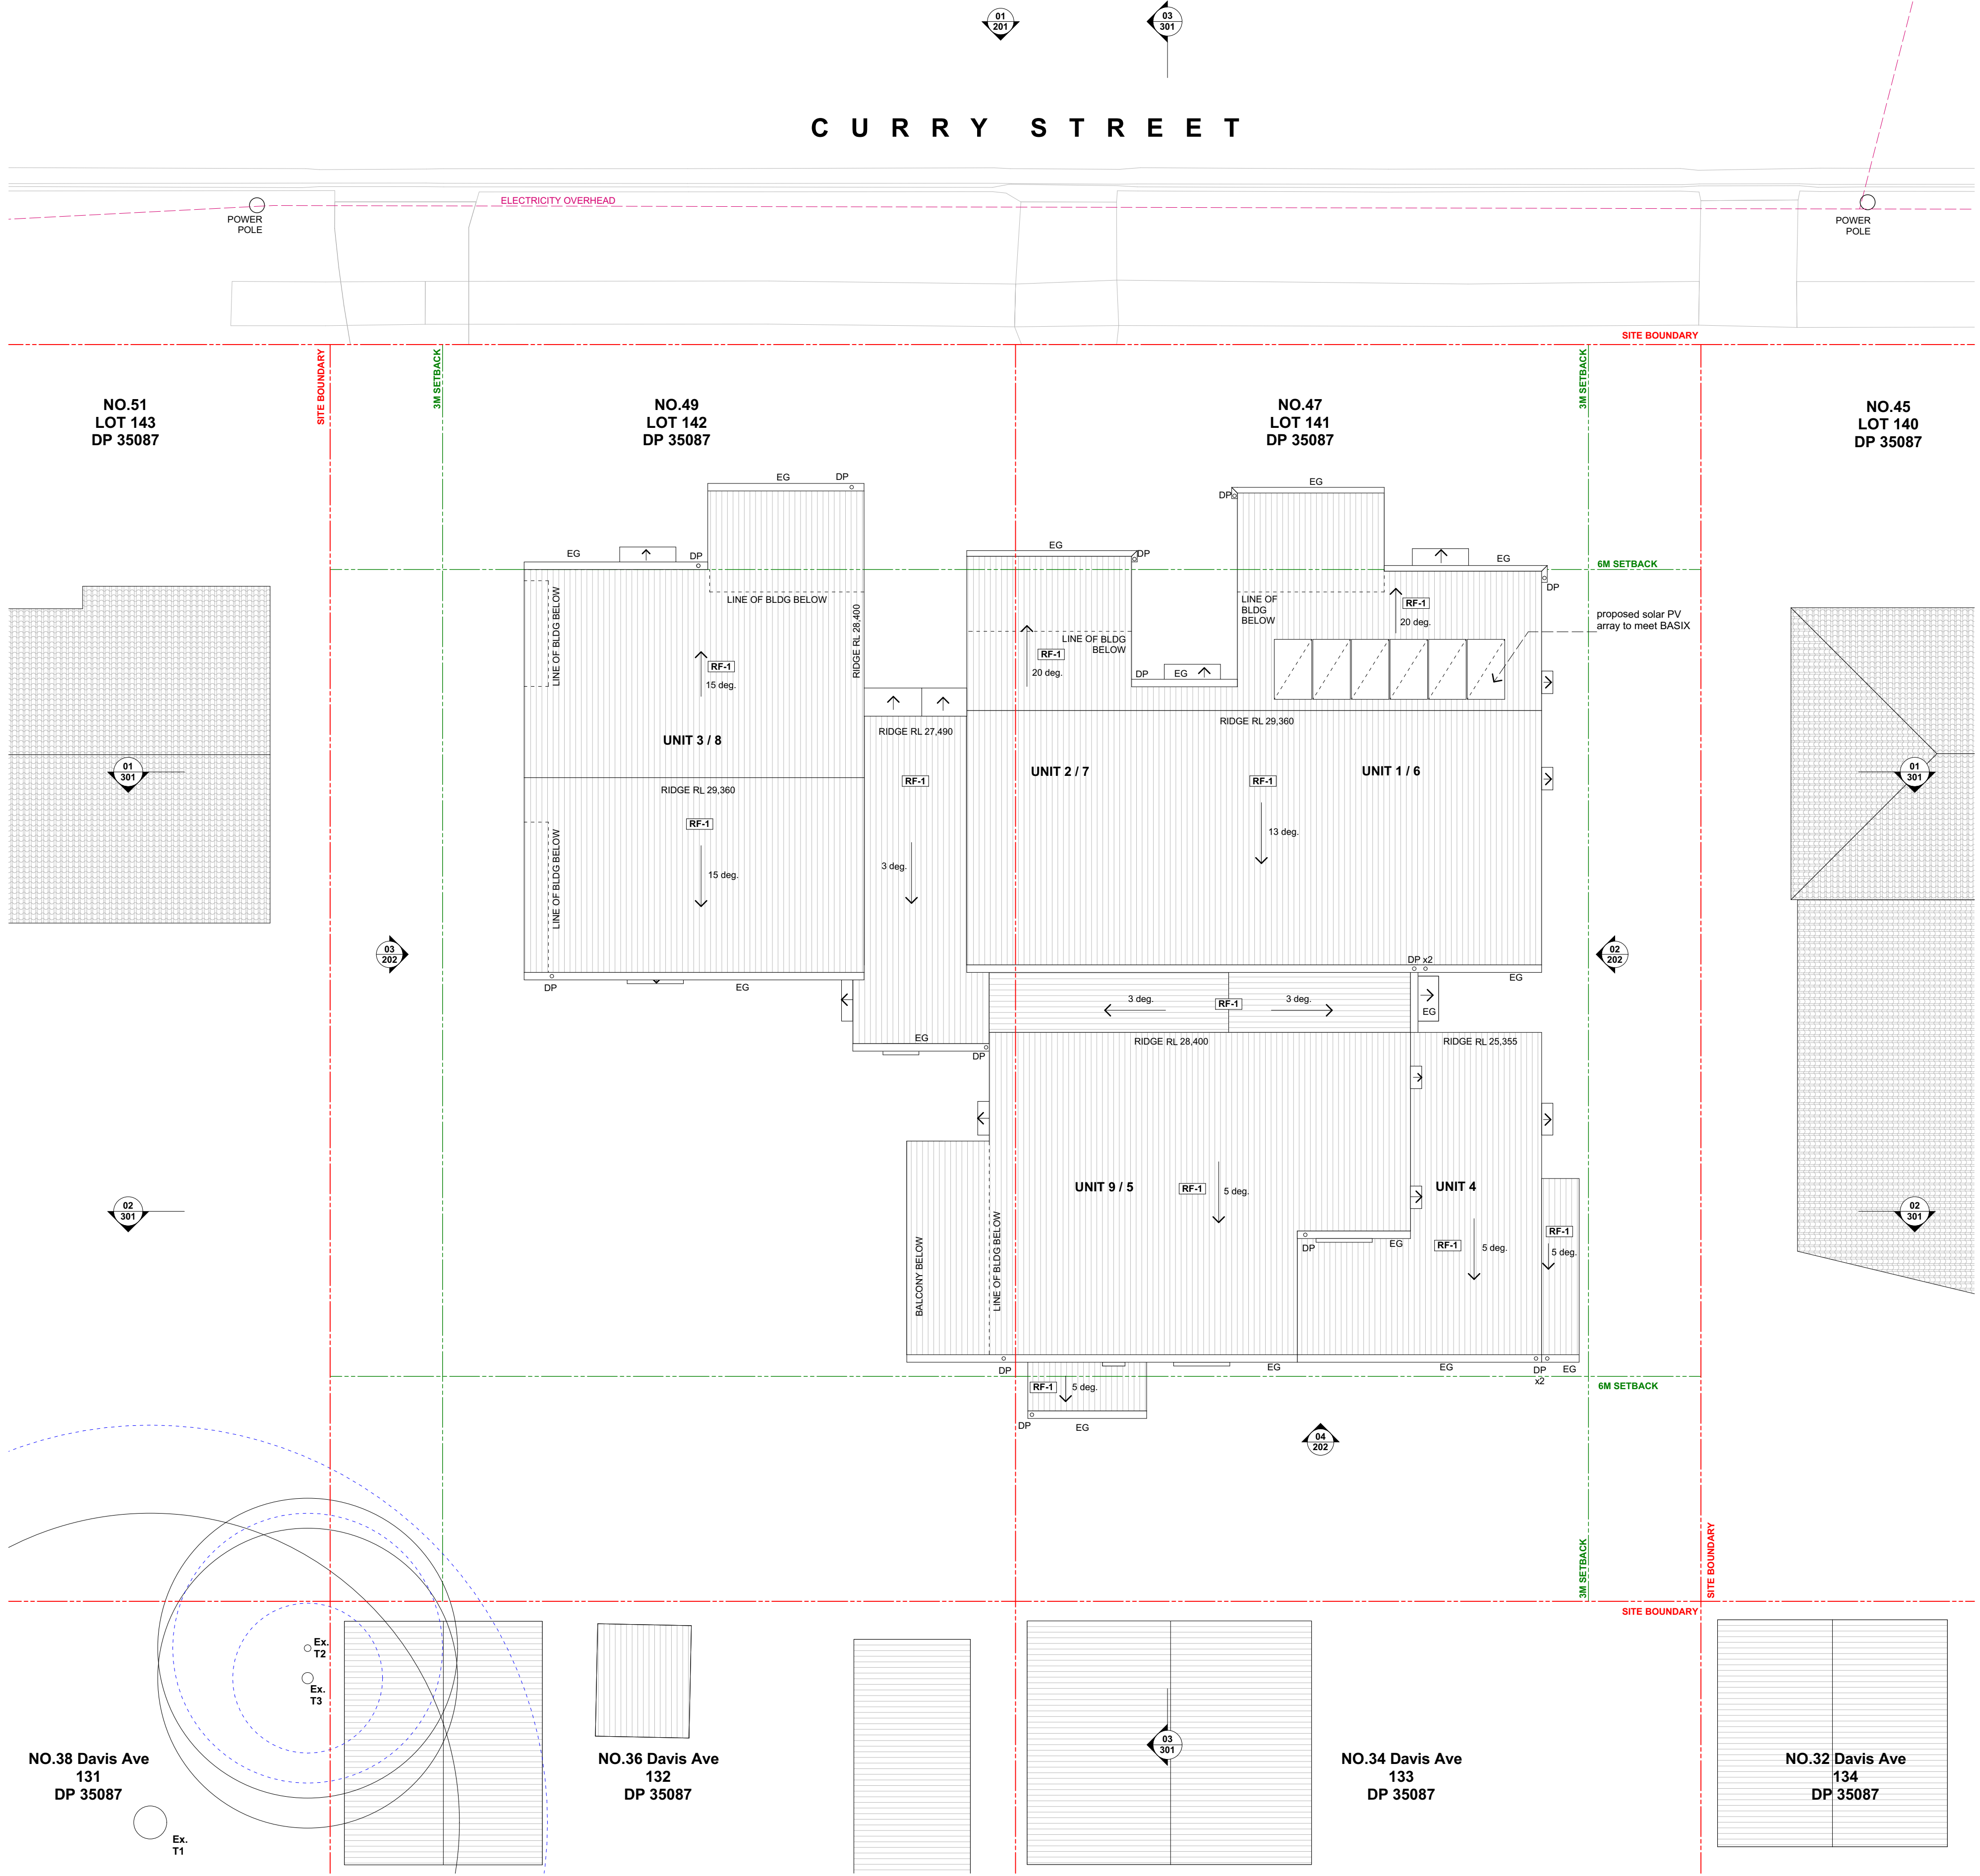 01
201
03
301
CURRY STREET
ELECTRICITY OVERHEAD
POWER
POLE
POWER
POLE
SITE BOUNDARY
SITE BOUNDARY
3M SETBACK
3M SETBACK
NO.51
LOT 143
DP 35087
NO.49
LOT 142
DP 35087
NO.47
LOT 141
DP 35087
NO.45
LOT 140
DP 35087
EG
DP
EG
DP
EG
DP
EG
DP
EG
DP
EG
DP
6M SETBACK
LINE OF BLDG BELOW
LINE OF BLDG BELOW
RIDGE RL 28,400
LINE OF
BLDG
BELOW
RF-1
20 deg.
proposed solar PV
array to meet BASIX
LINE OF BLDG
BELOW
RF-1
20 deg.
RF-1
15 deg.
DP
EG
RIDGE RL 29,360
RIDGE RL 27,490
UNIT 3 / 8
UNIT 2 / 7
UNIT 1 / 6
01
301
01
301
RF-1
RF-1
RIDGE RL 29,360
RF-1
13 deg.
LINE OF BLDG BELOW
15 deg.
3 deg.
03
202
02
202
DP x2
EG
DP
EG
3 deg.
RF-1
3 deg.
EG
EG
DP
RIDGE RL 28,400
RIDGE RL 25,355
UNIT 9 / 5
RF-1
5 deg.
UNIT 4
02
301
02
301
BALCONY BELOW
LINE OF BLDG BELOW
DP
EG
RF-1
5 deg.
RF-1
5 deg.
DP
EG
EG
DP
x2
EG
RF-1
5 deg.
6M SETBACK
DP
EG
04
202
3M SETBACK
SITE BOUNDARY
SITE BOUNDARY
Ex.
T2
Ex.
T3
03
301
NO.38 Davis Ave
131
DP 35087
NO.36 Davis Ave
132
DP 35087
NO.34 Davis Ave
133
DP 35087
NO.32 Davis Ave
134
DP 35087
Ex.
T1